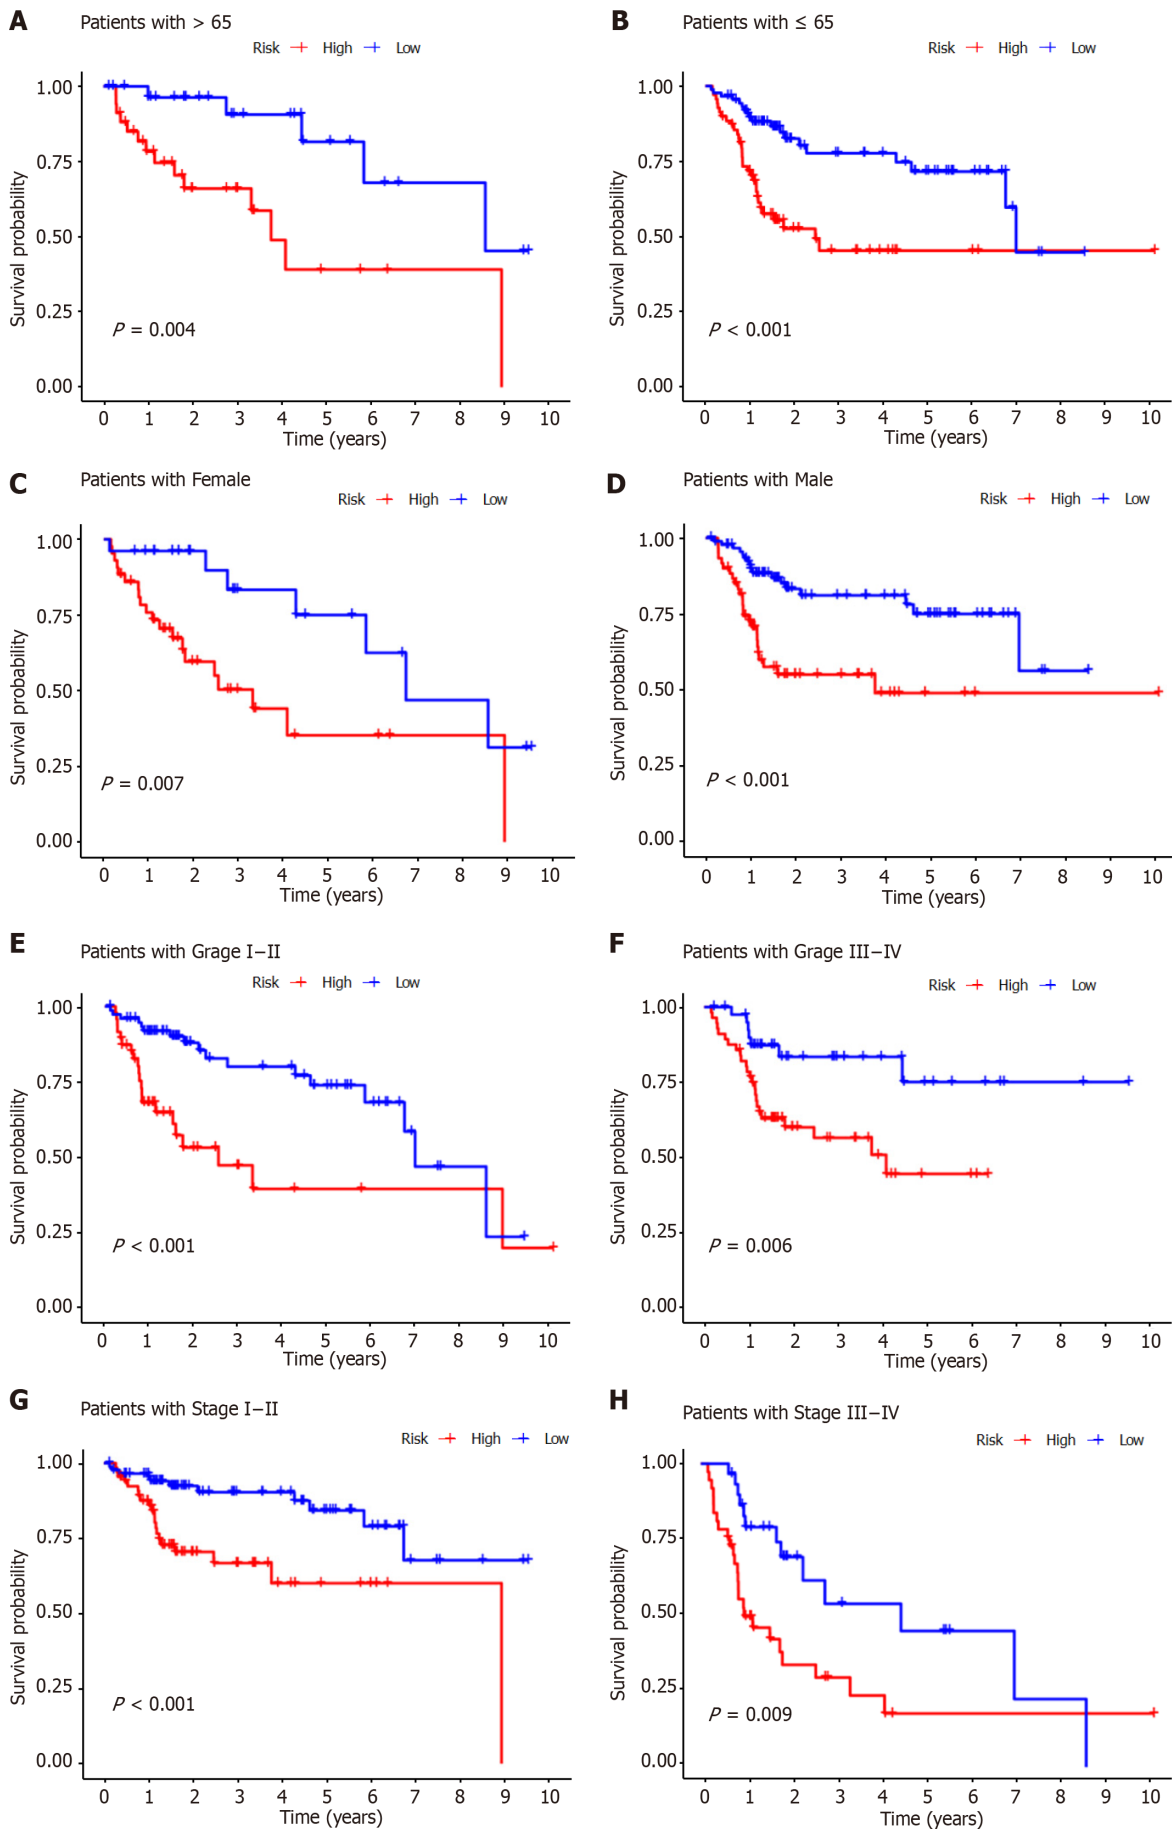 A Patients with > 65
Risk High Low
1.00
0.75
0.50
0.25
0.00
Survival probability
P = 0.004
0 1 2 3 4 5 6 7 8 9 10
Time (years)
B Patients with ≤ 65
Risk High Low
1.00
0.75
0.50
0.25
0.00
Survival probability
P < 0.001
0 1 2 3 4 5 6 7 8 9 10
Time (years)
C Patients with Female
Risk High Low
1.00
0.75
0.50
0.25
0.00
Survival probability
P = 0.007
0 1 2 3 4 5 6 7 8 9 10
Time (years)
D Patients with Male
Risk High Low
1.00
0.75
0.50
0.25
0.00
Survival probability
P < 0.001
0 1 2 3 4 5 6 7 8 9 10
Time (years)
E Patients with Grage I−II
Risk High Low
1.00
0.75
0.50
0.25
0.00
Survival probability
P < 0.001
0 1 2 3 4 5 6 7 8 9 10
Time (years)
F Patients with Grage III−IV
Risk High Low
1.00
0.75
0.50
0.25
0.00
Survival probability
P = 0.006
0 1 2 3 4 5 6 7 8 9 10
Time (years)
G Patients with Stage I−II
Risk High Low
1.00
0.75
0.50
0.25
0.00
Survival probability
P < 0.001
0 1 2 3 4 5 6 7 8 9 10
Time (years)
H Patients with Stage III−IV
Risk High Low
1.00
0.75
0.50
0.25
0.00
Survival probability
P = 0.009
0 1 2 3 4 5 6 7 8 9 10
Time (years)